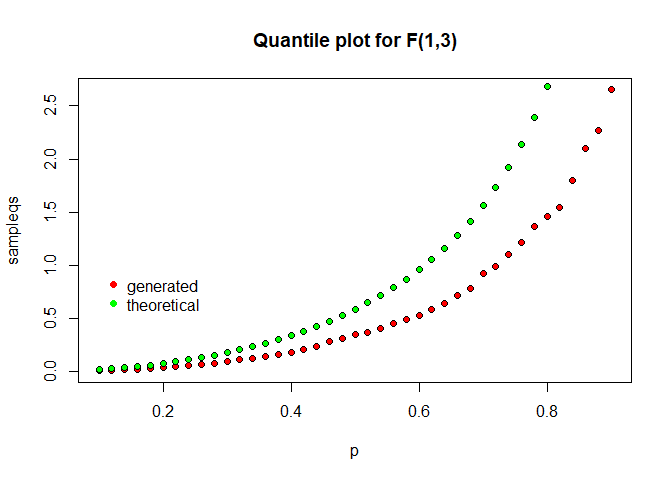 Quantile plot for F(1,3)
sampleqs
2.5
2.0
1.5
1.0
0.5
0.0
generated
theoretical
0.2 0.4 0.6 0.8
p